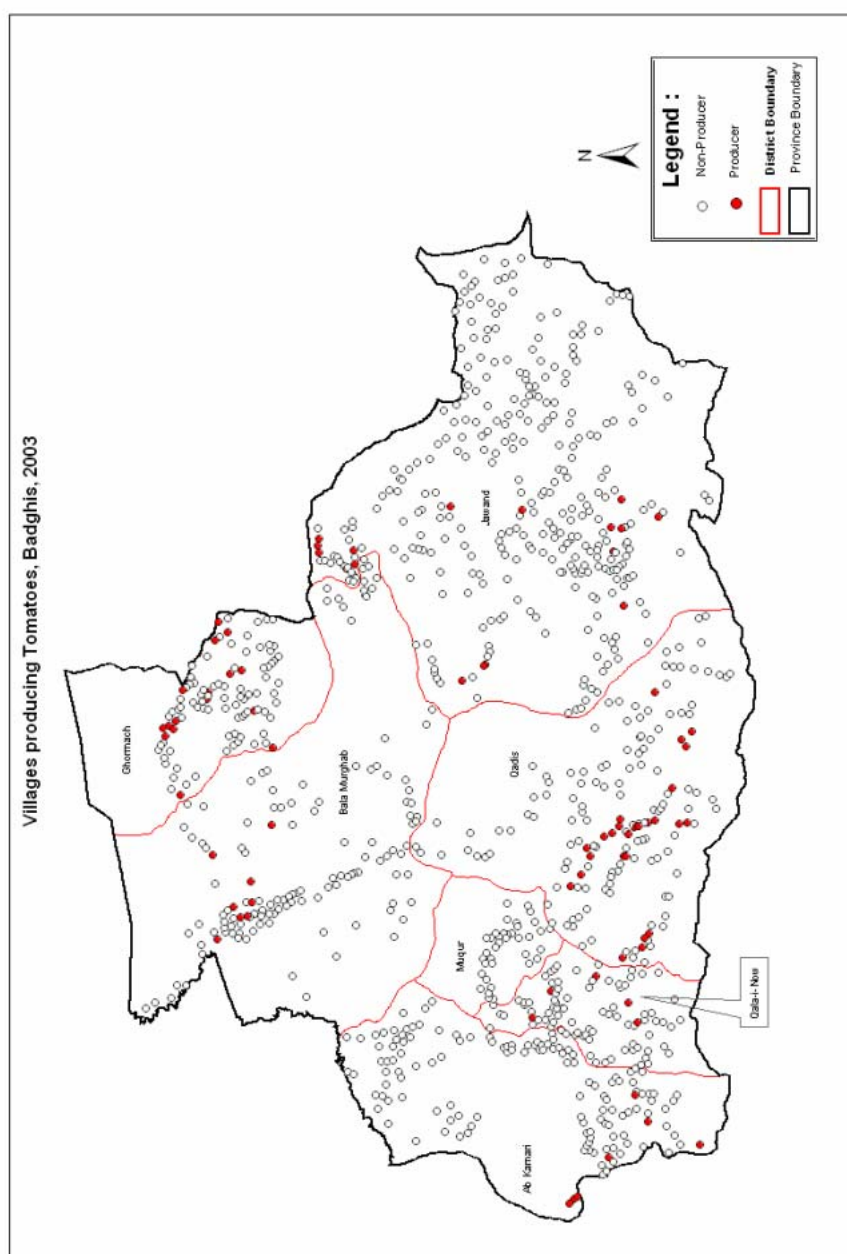 Villages producing Tomatoes, Badghis, 2003
Ghormach
Bala Murghab
Jawand
Qadis
Muqur
Ab Kamari
Qala-i- Now
N
Legend :
Non-Producer
Producer
District Boundary
Province Boundary